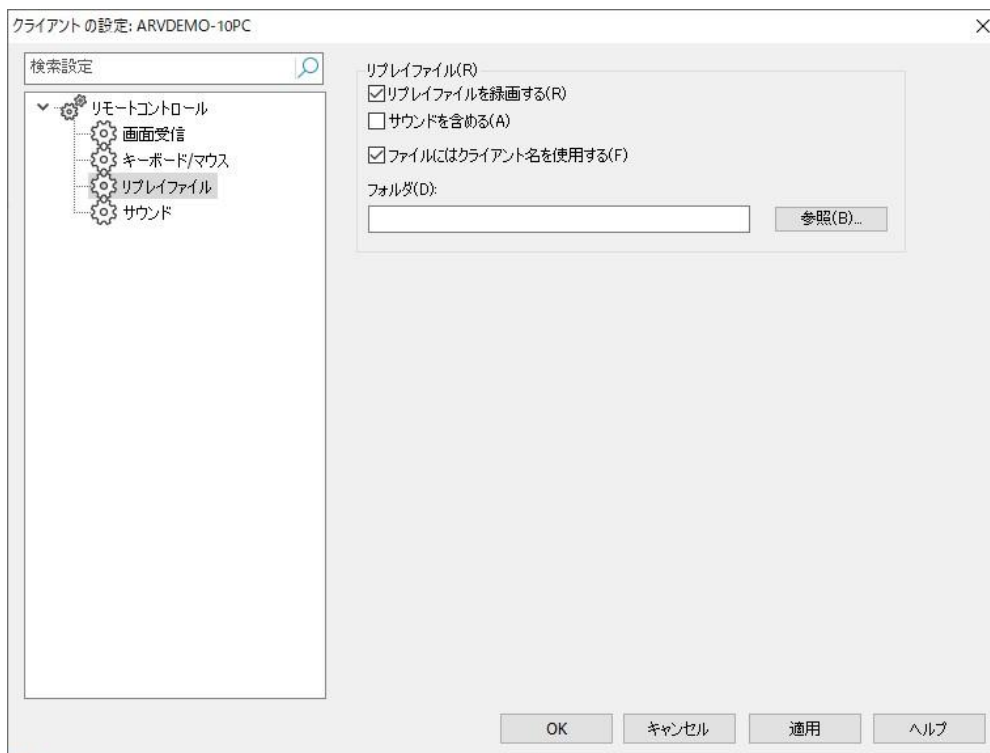 クライアント の設定: ARVDEMO-10PC
検索設定
リモートコントロール
画面受信
キーボード/マウス
リプレイファイル
サウンド
リプレイファイル(R)
リプレイファイルを録画する(R)
サウンドを含める(A)
ファイルにはクライアント名を使用する(F)
フォルダ(D):
参照(B)...
OK
キャンセル
適用
ヘルプ